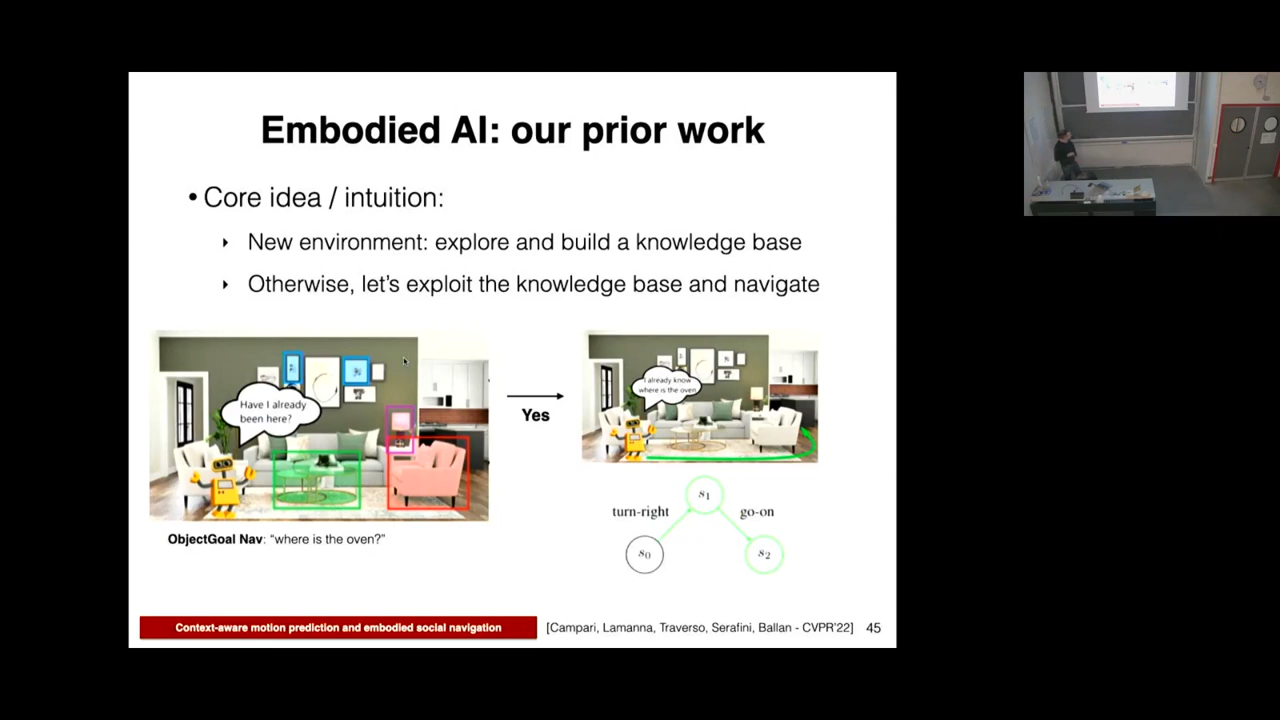 Embodied AI: our prior work
• Core idea / intuition:
‣ New environment: explore and build a knowledge base
‣ Otherwise, let's exploit the knowledge base and navigate
Have I already
been here?
Yes
I already know
where is the oven
ObjectGoal Nav: “where is the oven?”
turn-right
s1
go-on
s0
s2
Context-aware motion prediction and embodied social navigation
[Campari, Lamanna, Traverso, Serafini, Ballan - CVPR'22]
45